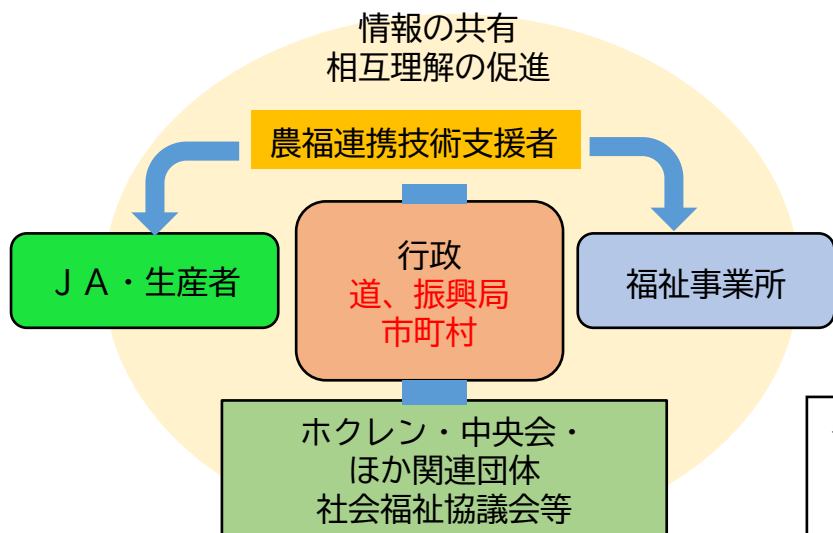 情報の共有
相互理解の促進
農福連携技術支援者
ＪＡ・生産者
行政
道、振興局
市町村
福祉事業所
ホクレン・中央会・
ほか関連団体
社会福祉協議会等